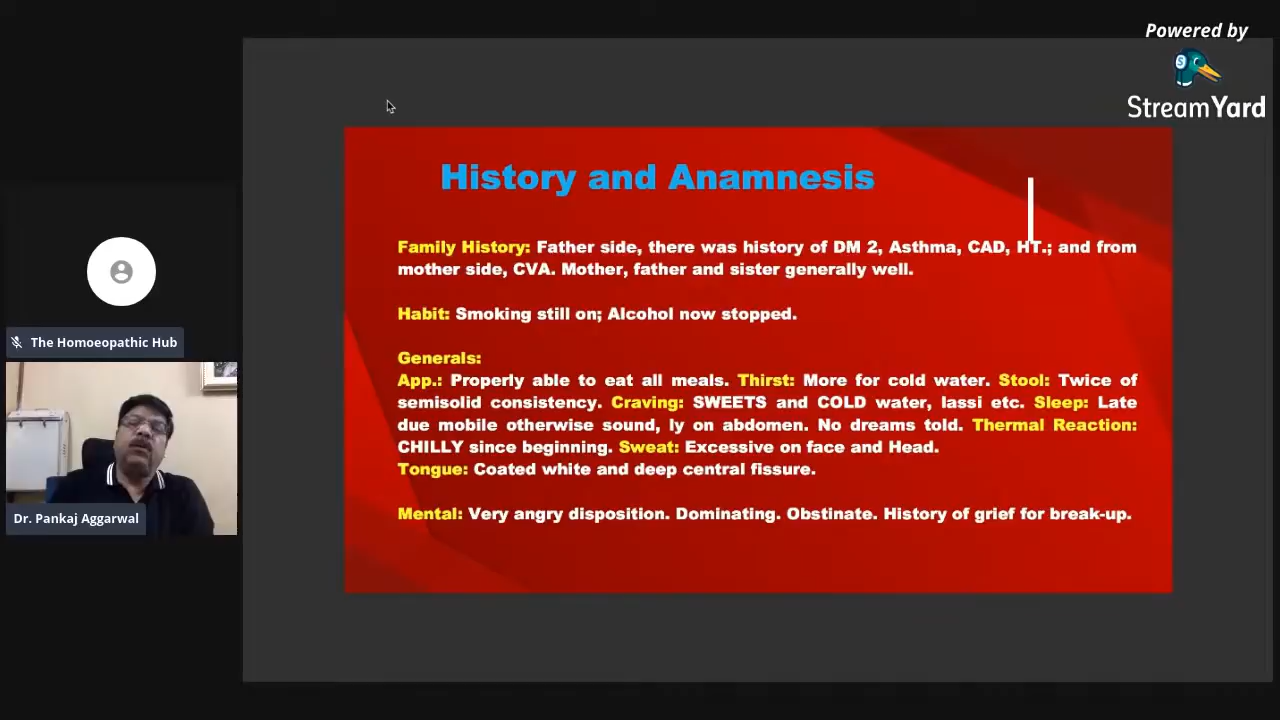 Powered by
StreamYard
History and Anamnesis
Family History: Father side, there was history of DM 2, Asthma, CAD, HT.; and from
mother side, CVA. Mother, father and sister generally well.
Habit: Smoking still on; Alcohol now stopped.
Generals:
App.: Properly able to eat all meals. Thirst: More for cold water. Stool: Twice of
semisolid consistency. Craving: SWEETS and COLD water, lassi etc. Sleep: Late
due mobile otherwise sound, ly on abdomen. No dreams told. Thermal Reaction:
CHILLY since beginning. Sweat: Excessive on face and Head.
Tongue: Coated white and deep central fissure.
Mental: Very angry disposition. Dominating. Obstinate. History of grief for break-up.
The Homoeopathic Hub
Dr. Pankaj Aggarwal